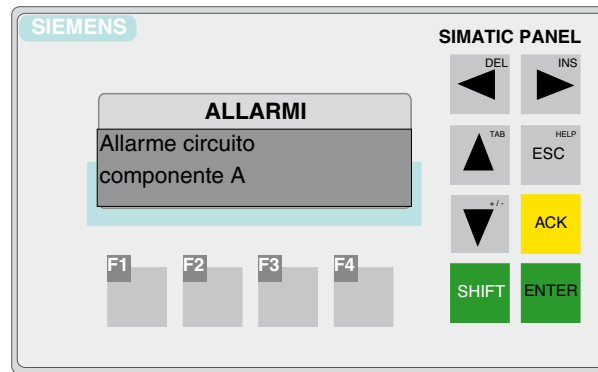 SIEMENS
SIMATIC PANEL
DEL
INS
ALLARMI
Allarme circuito
componente A
TAB
HELP
ESC
+ / -
ACK
F1
F2
F3
F4
SHIFT
ENTER